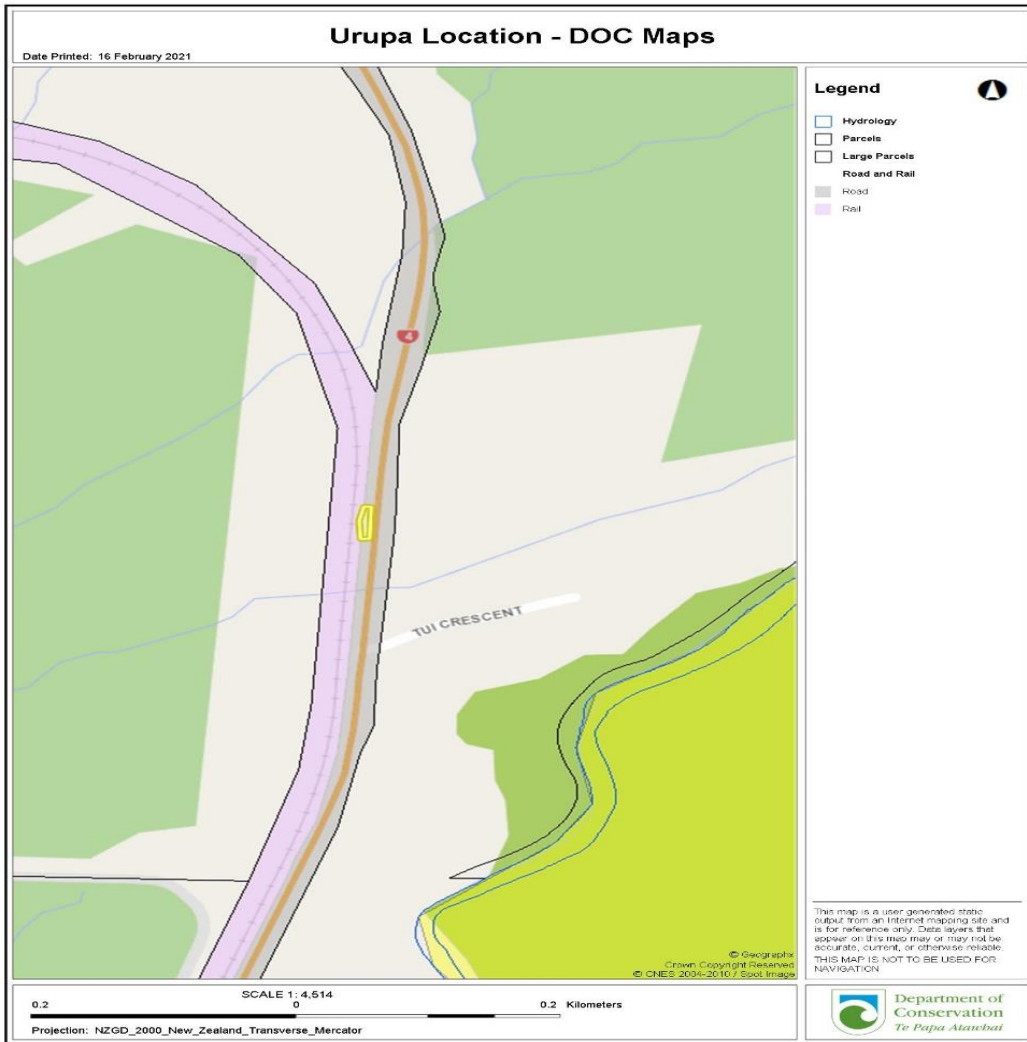 Urupa Location - DOC Maps
Date Printed: 16 February 2021
Legend
Hydrology
Parcels
Large Parcels
Road and Rail
Road
Rail
4
TUI CRESCENT
This map is a user generated static
output from an Internet mapping site and
is for reference only. Data layers that
appear on this map may or may not be
accurate, current, or otherwise reliable.
THIS MAP IS NOT TO BE USED FOR
NAVIGATION
© Geographx
Crown Copyright Reserved
© CNES 2004-2010 / Spot Image
SCALE 1: 4,514
0.2 0 0.2 Kilometers
Projection: NZGD_2000_New_Zealand_Transverse_Mercator
Department of
Conservation
Te Papa Atawbai